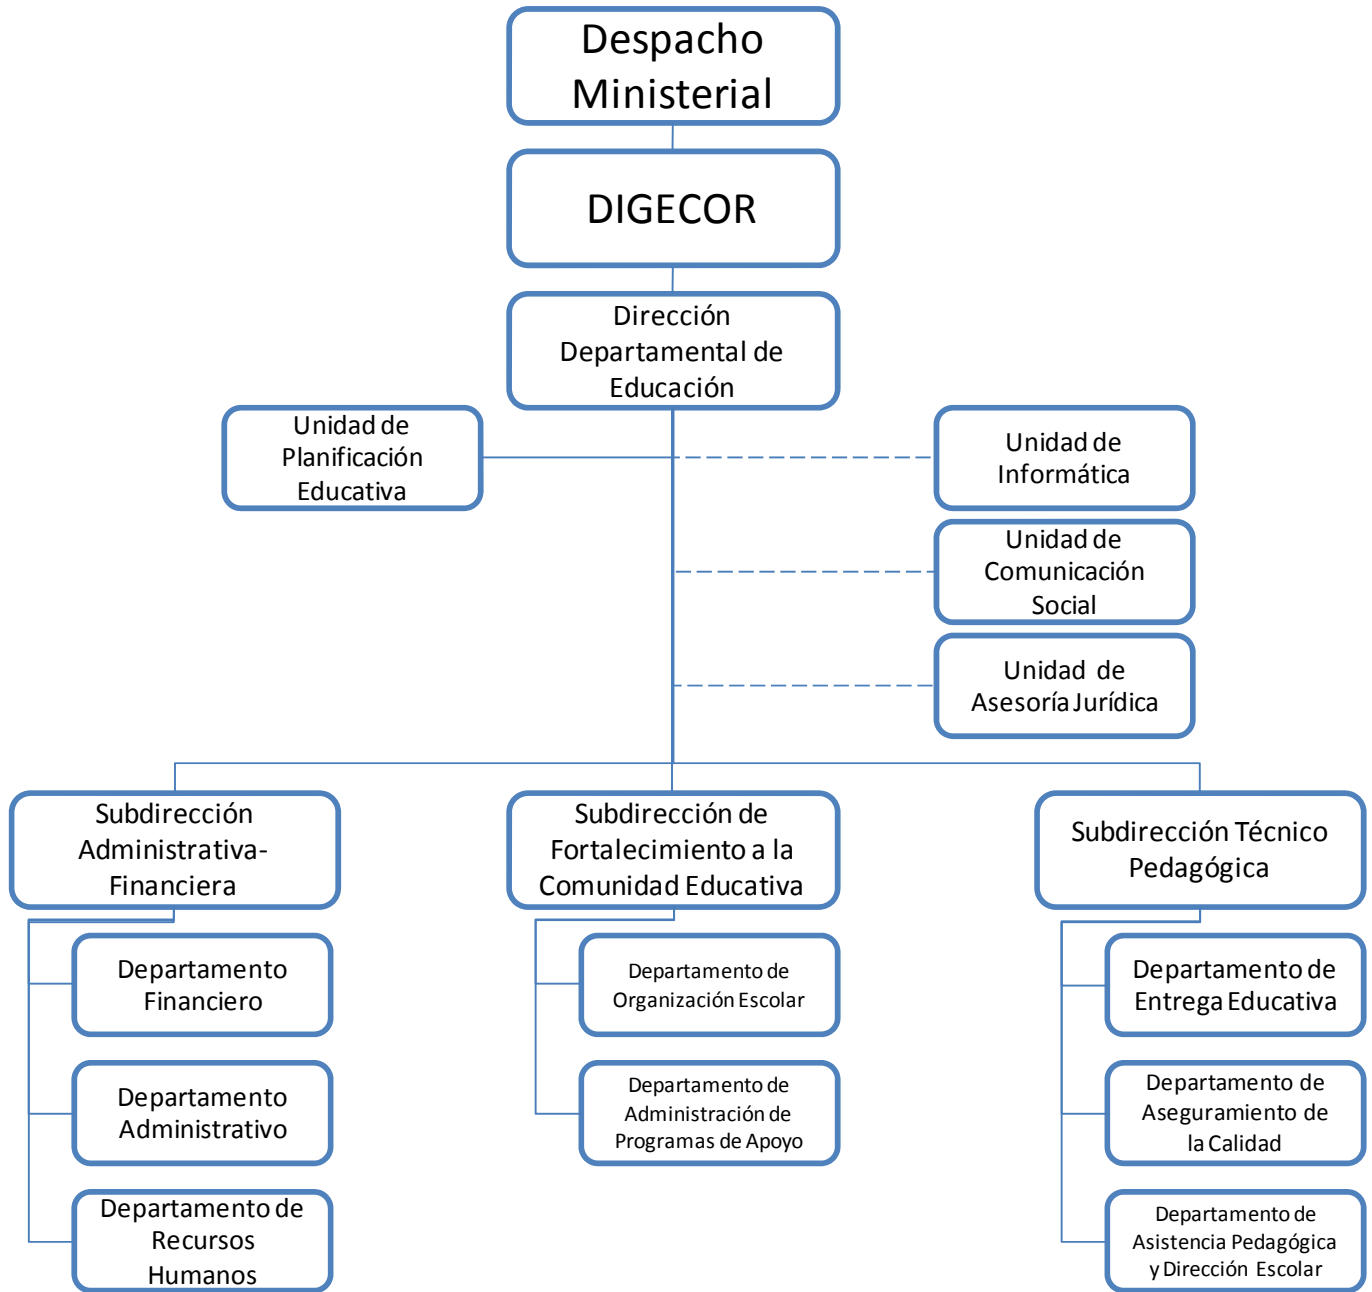 Despacho
Ministerial
DIGECOR
Dirección
Departamental de
Educación
Unidad de
Planificación
Educativa
Unidad de
Informática
Unidad de
Comunicación
Social
Unidad de
Asesoría Jurídica
Subdirección
Administrativa-
Financiera
Subdirección de
Fortalecimiento a la
Comunidad Educativa
Subdirección Técnico
Pedagógica
Departamento
Financiero
Departamento
Administrativo
Departamento de
Recursos
Humanos
Departamento de
Organización Escolar
Departamento de
Administración de
Programas de Apoyo
Departamento de
Entrega Educativa
Departamento de
Aseguramiento de
la Calidad
Departamento de
Asistencia Pedagógica
y Dirección Escolar